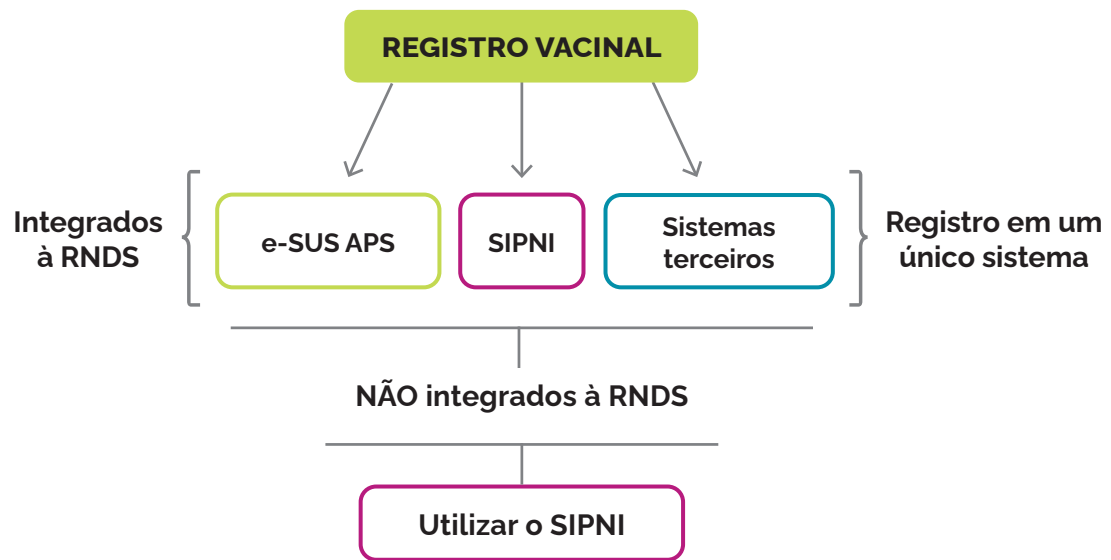 REGISTRO VACINAL
Integrados
à RNDS
e-SUS APS
SIPNI
Sistemas
terceiros
Registro em um
único sistema
NÃO integrados à RNDS
Utilizar o SIPNI